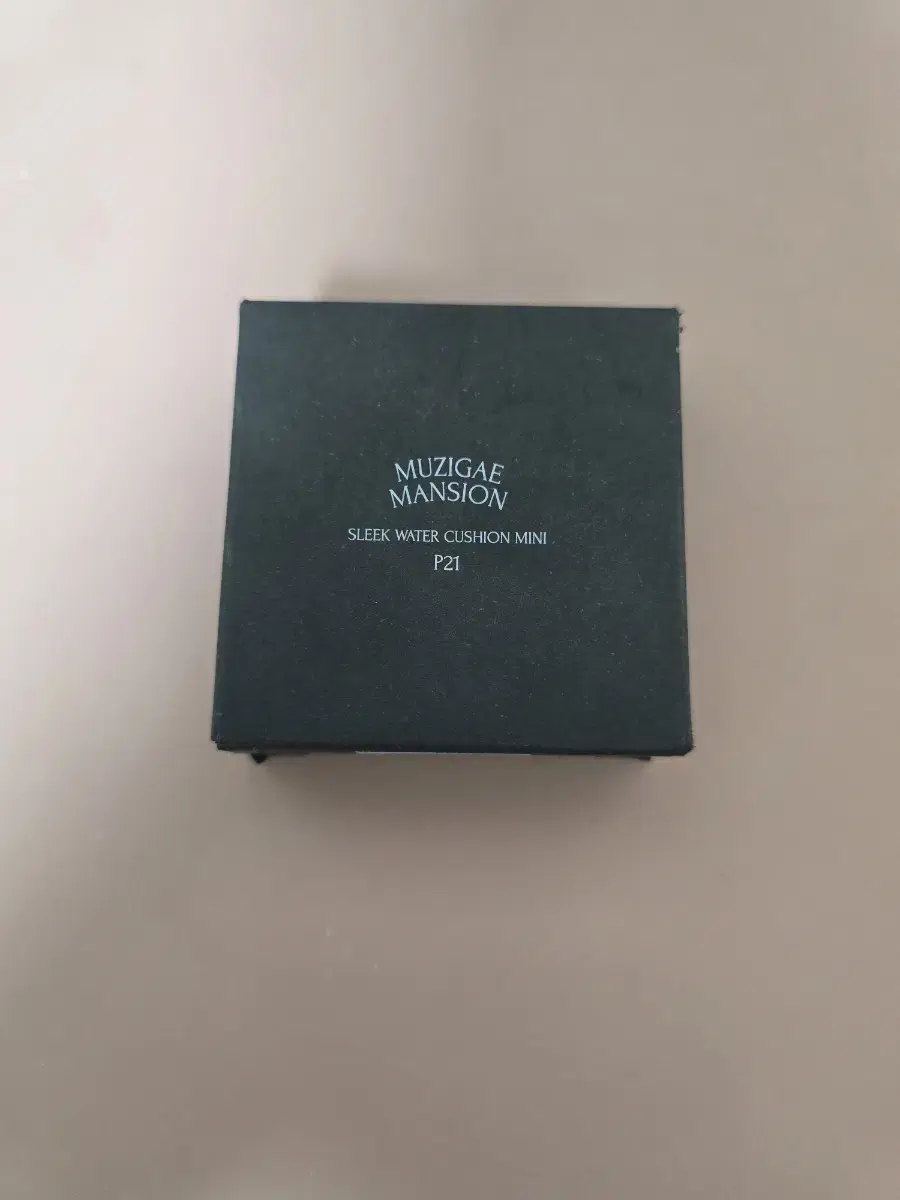 MUZIGAE
MANSION
SLEEK WATER CUSHION MINI
P21